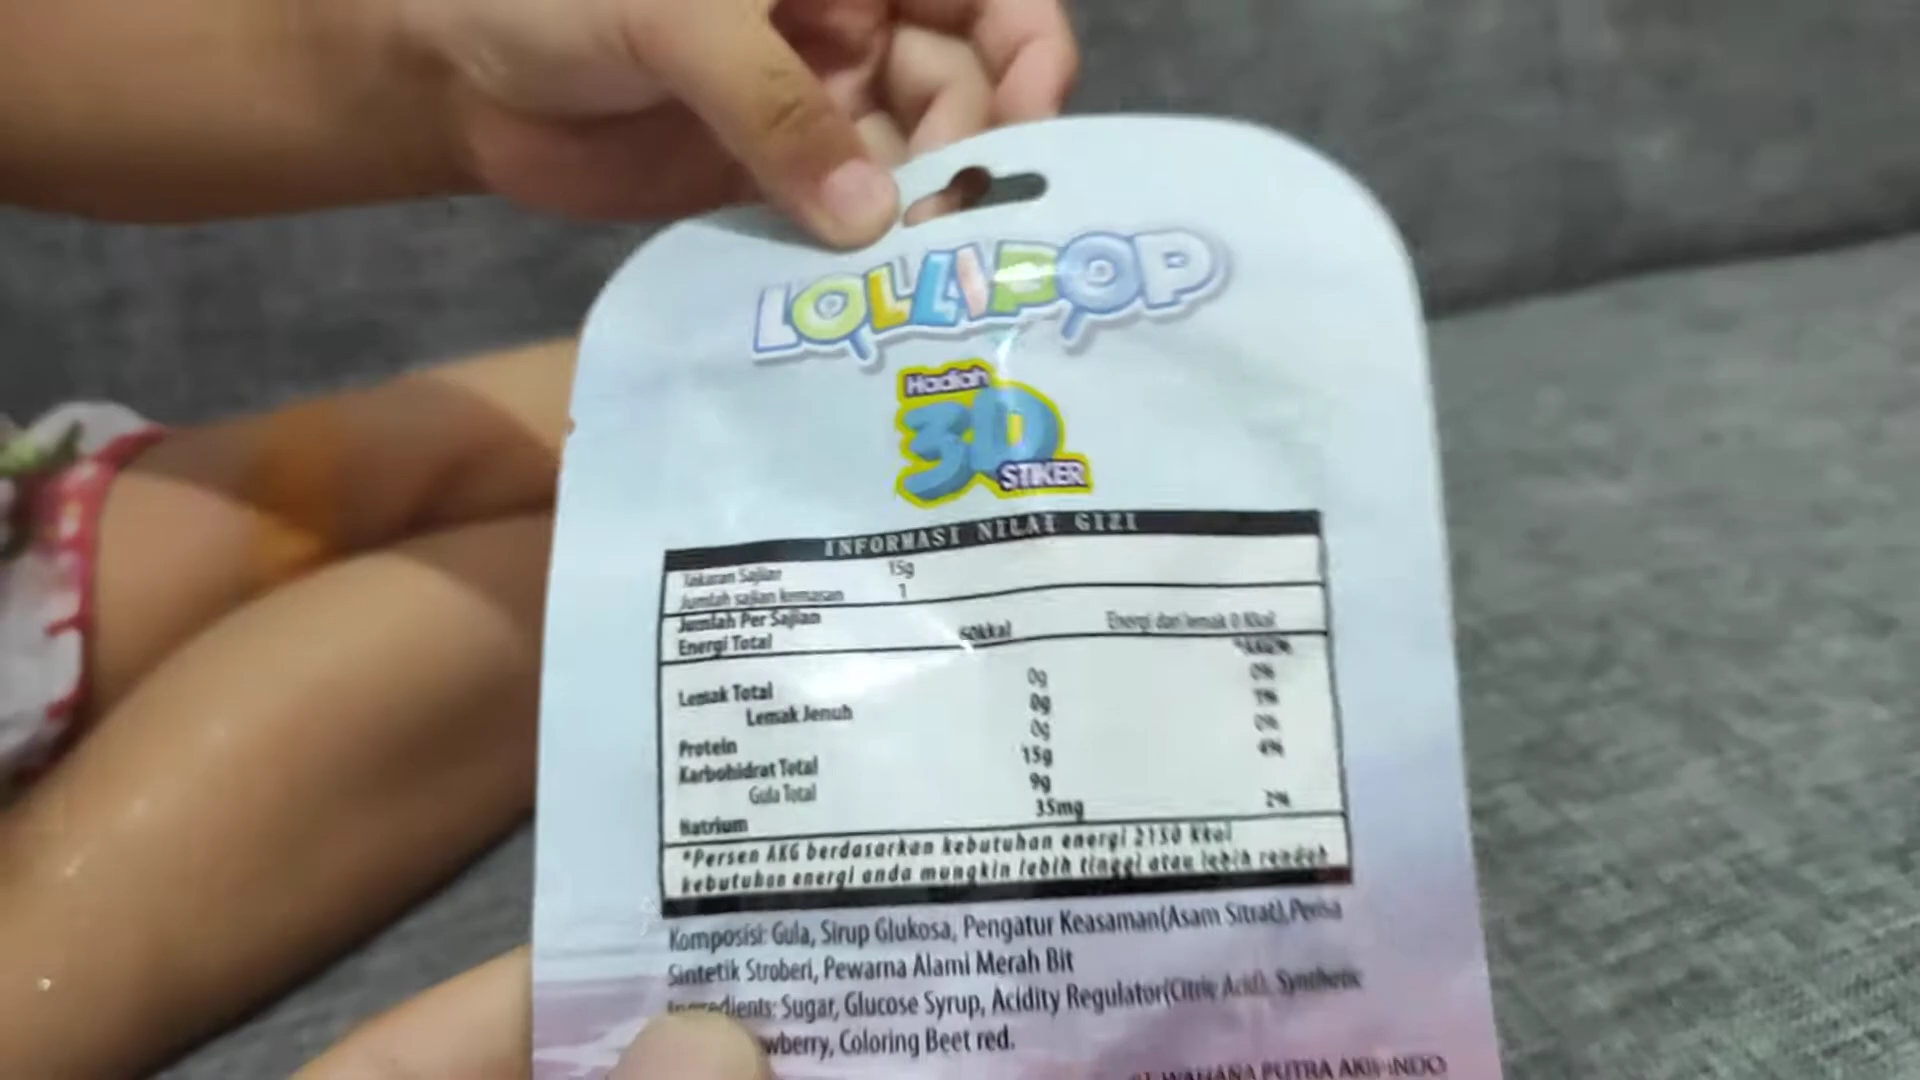 LOLLIPOP
Hadiah
3D
STIKER
INFORMASI NILAI GIZI
Takaran Sajian 15g
Jumlah sajian kemasan 1
Jumlah Per Sajian
Energi Total 60kkal Energi dari lemak 0 Kkal
Lemak Total 0g 0%
Lemak Jenuh 0g 1%
Protein 0g 0%
Karbohidrat Total 15g 4%
Gula Total 9g
Natrium 35mg 2%
*Persen AKG berdasarkan kebutuhan energi 2150 kkal
kebutuhan energi anda mungkin lebih tinggi atau lebih rendah
Komposisi: Gula, Sirup Glukosa, Pengatur Keasaman(Asam Sitrat),Perisa
Sintetik Stroberi, Pewarna Alami Merah Bit
Ingredients: Sugar, Glucose Syrup, Acidity Regulator(Citric Acid), Synthetic
wberry, Coloring Beet red.
WAHANA PUTRA